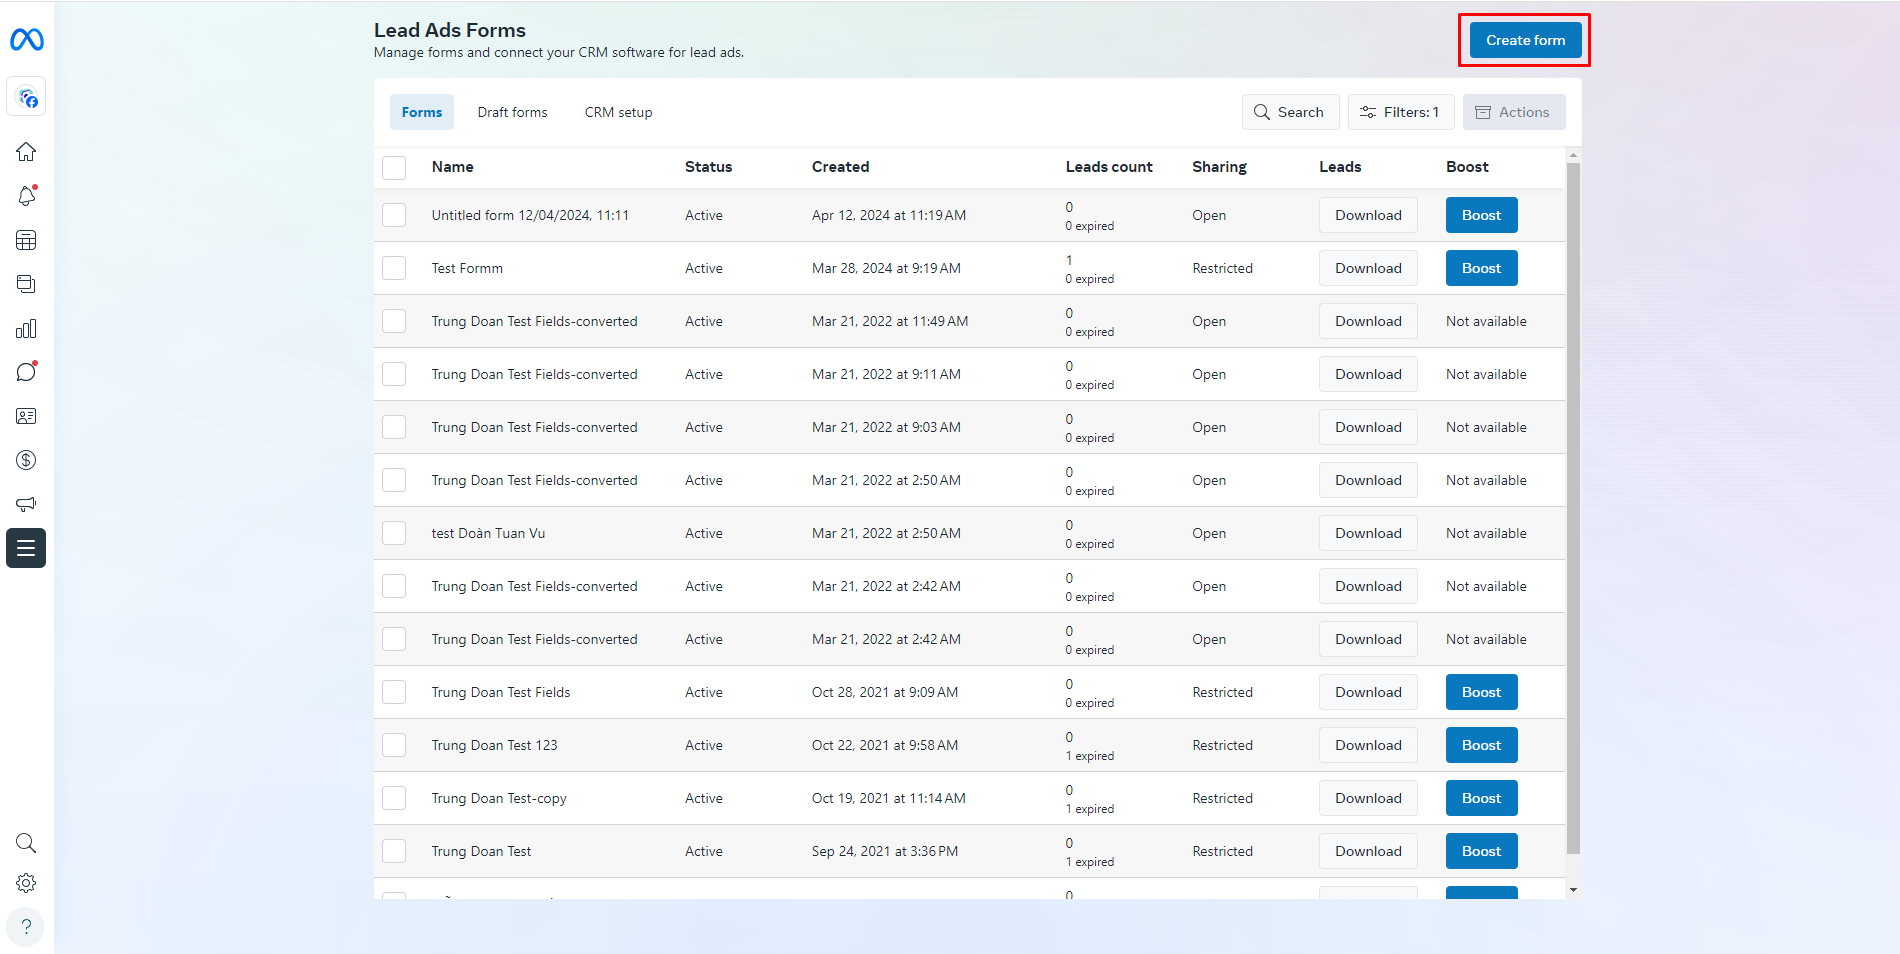 Lead Ads Forms
Manage forms and connect your CRM software for lead ads.
Create form
Forms Draft forms CRM setup Search Filters: 1 Actions
Name Status Created Leads count Sharing Leads Boost
Untitled form 12/04/2024, 11:11 Active Apr 12, 2024 at 11:19 AM 0 Open Download Boost
0 expired
Test Formm Active Mar 28, 2024 at 9:19 AM 1 Restricted Download Boost
0 expired
Trung Doan Test Fields-converted Active Mar 21, 2022 at 11:49 AM 0 Open Download Not available
0 expired
Trung Doan Test Fields-converted Active Mar 21, 2022 at 9:11 AM 0 Open Download Not available
0 expired
Trung Doan Test Fields-converted Active Mar 21, 2022 at 9:03 AM 0 Open Download Not available
0 expired
Trung Doan Test Fields-converted Active Mar 21, 2022 at 2:50 AM 0 Open Download Not available
0 expired
test Doàn Tuan Vu Active Mar 21, 2022 at 2:50 AM 0 Open Download Not available
0 expired
Trung Doan Test Fields-converted Active Mar 21, 2022 at 2:42 AM 0 Open Download Not available
0 expired
Trung Doan Test Fields-converted Active Mar 21, 2022 at 2:42 AM 0 Open Download Not available
0 expired
Trung Doan Test Fields Active Oct 28, 2021 at 9:09 AM 0 Restricted Download Boost
0 expired
Trung Doan Test 123 Active Oct 22, 2021 at 9:58 AM 0 Restricted Download Boost
1 expired
Trung Doan Test-copy Active Oct 19, 2021 at 11:14 AM 0 Restricted Download Boost
1 expired
Trung Doan Test Active Sep 24, 2021 at 3:36 PM 0 Restricted Download Boost
1 expired
0